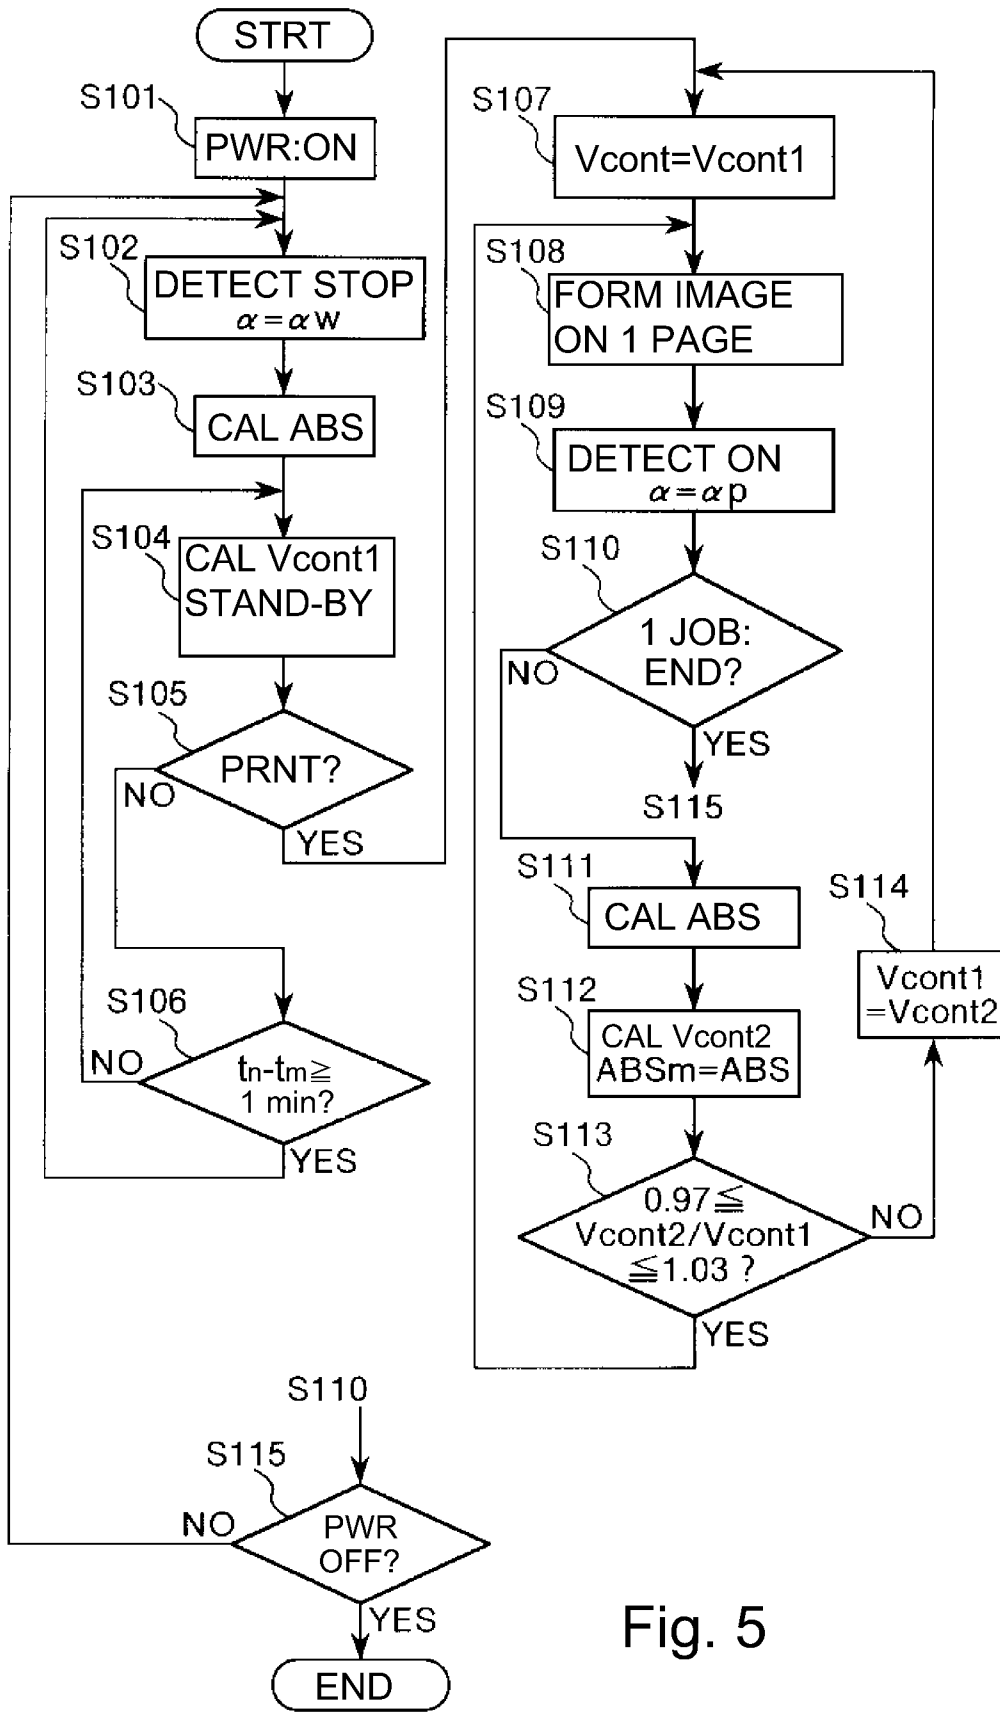 STRT
S101
PWR:ON
S102
DETECT STOP
α=αw
S103
CAL ABS
S104
CAL Vcont1
STAND-BY
S105
PRNT?
NO
YES
S106
tn-tm≧
1 min?
NO
YES
S107
Vcont=Vcont1
S108
FORM IMAGE
ON 1 PAGE
S109
DETECT ON
α=αp
S110
1 JOB:
END?
NO
YES
S115
S111
CAL ABS
S112
CAL Vcont2
ABSm=ABS
S113
0.97≦
Vcont2/Vcont1
≦1.03 ?
NO
YES
S114
Vcont1
=Vcont2
S110
S115
PWR
OFF?
NO
YES
END
Fig. 5